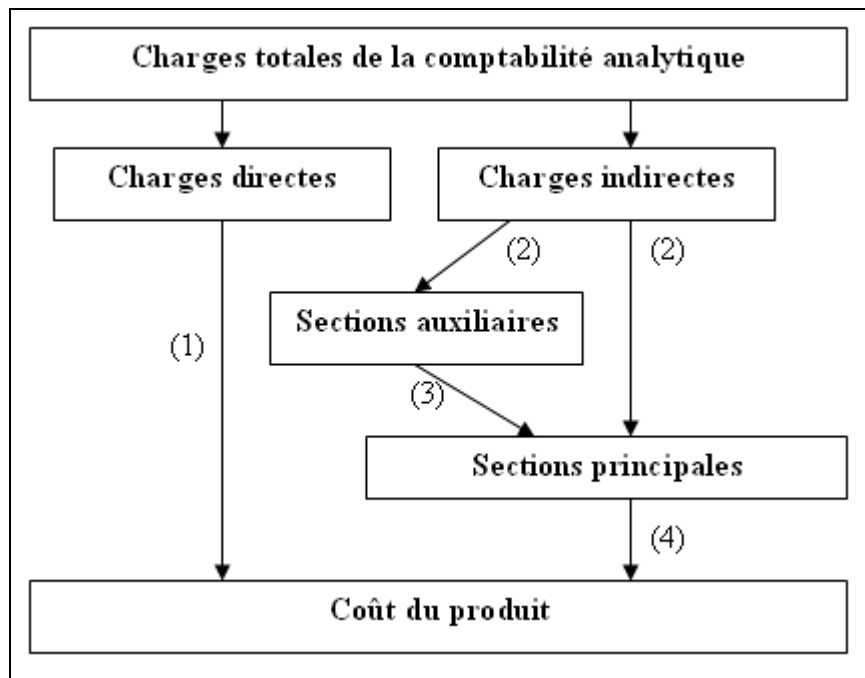 Charges totales de la comptabilité analytique
Charges directes
Charges indirectes
(2)
(2)
Sections auxiliaires
(1)
(3)
Sections principales
(4)
Coût du produit